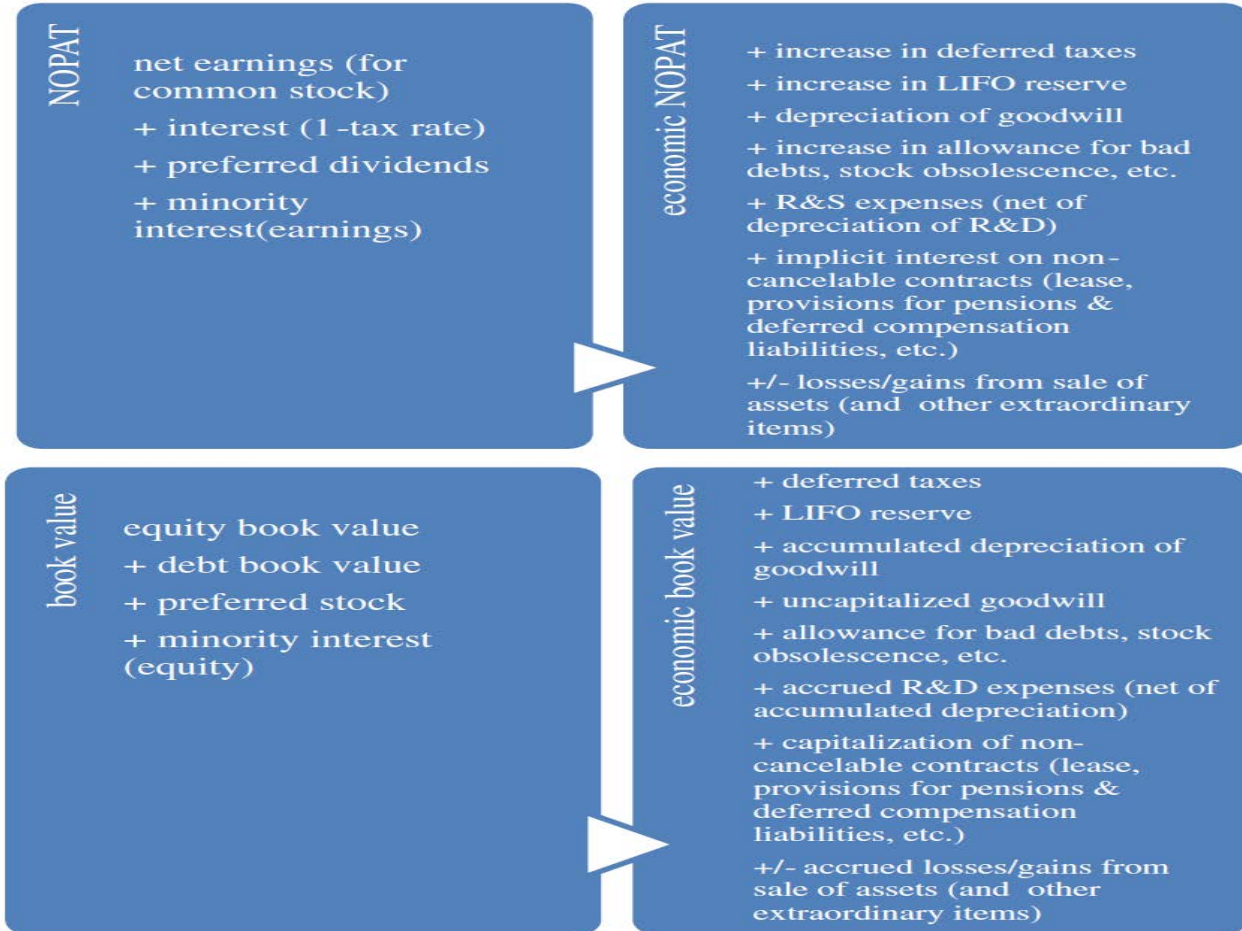 NOPAT
net earnings (for
common stock)
+ interest (1-tax rate)
+ preferred dividends
+ minority
interest(earnings)
economic NOPAT
+ increase in deferred taxes
+ increase in LIFO reserve
+ depreciation of goodwill
+ increase in allowance for bad
debts, stock obsolescence, etc.
+ R&S expenses (net of
depreciation of R&D)
+ implicit interest on non-
cancelable contracts (lease,
provisions for pensions &
deferred compensation
liabilities, etc.)
+/- losses/gains from sale of
assets (and other extraordinary
items)
book value
equity book value
+ debt book value
+ preferred stock
+ minority interest
(equity)
economic book value
+ deferred taxes
+ LIFO reserve
+ accumulated depreciation of
goodwill
+ uncapitalized goodwill
+ allowance for bad debts, stock
obsolescence, etc.
+ accrued R&D expenses (net of
accumulated depreciation)
+ capitalization of non-
cancelable contracts (lease,
provisions for pensions &
deferred compensation
liabilities, etc.)
+/- accrued losses/gains from
sale of assets (and other
extraordinary items)